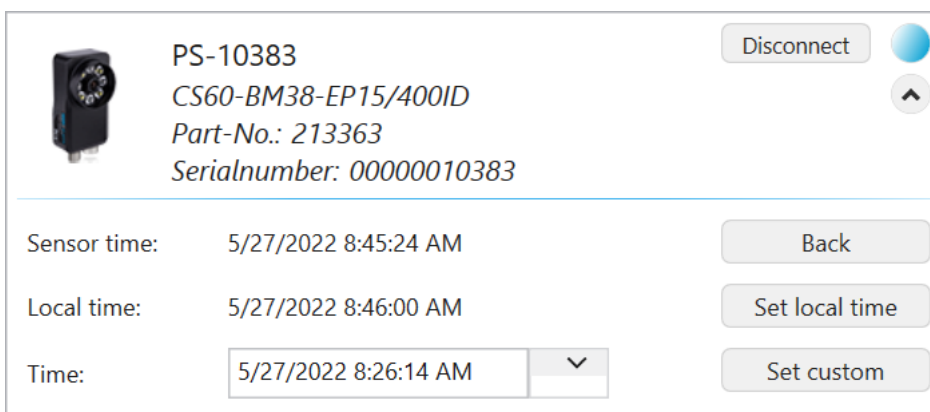 PS-10383
Disconnect
CS60-BM38-EP15/400ID
Part-No.: 213363
Serialnumber: 00000010383
Sensor time: 5/27/2022 8:45:24 AM Back
Local time: 5/27/2022 8:46:00 AM Set local time
Time: 5/27/2022 8:26:14 AM Set custom